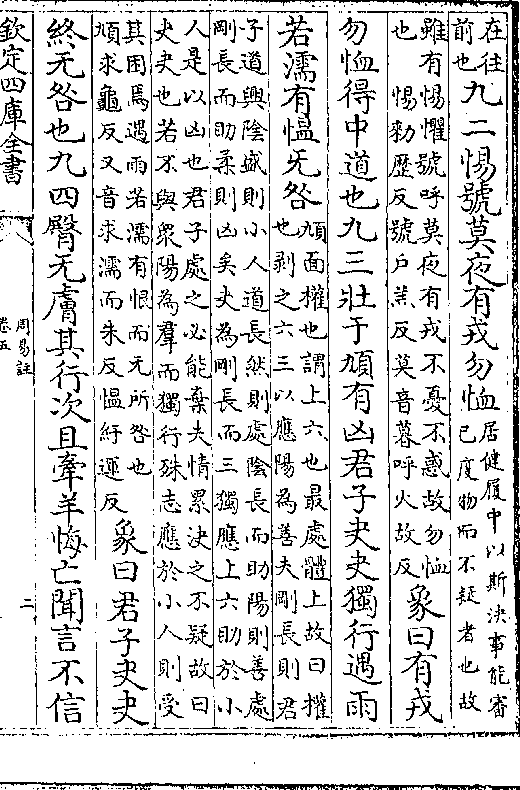 在往
前也
九二惕號莫夜有戎勿恤
居健履中以斯決事能審
己度物而不疑者也故
雖有惕懼號呼莫夜有戎不憂不惑故勿恤
也 惕勑歴反號户羔反莫音暮呼火故反
象曰有戎
勿恤得中道也九三壯于頄有凶君子夬夬獨行遇雨
若濡有愠无咎
頄面權也謂上六也最處體上故曰權
也剥之六三以應陽為善夫剛長則君
子道興陰盛則小人道長然則處陰長而助陽則善處
剛長而助柔則凶矣夬為剛長而三獨應上六助於小
人是以凶也君子處之必能棄夫情累決之不疑故曰
夬夬也若不與衆陽為羣而獨行殊志應於小人則受
其困焉遇雨若濡有恨而无所咎也
頄求龜反又音求濡而朱反愠紆運反
象曰君子夬夬
終无咎也九四臀无膚其行次且牽羊悔亡聞言不信
欽定四庫全書
周易註
卷五
二